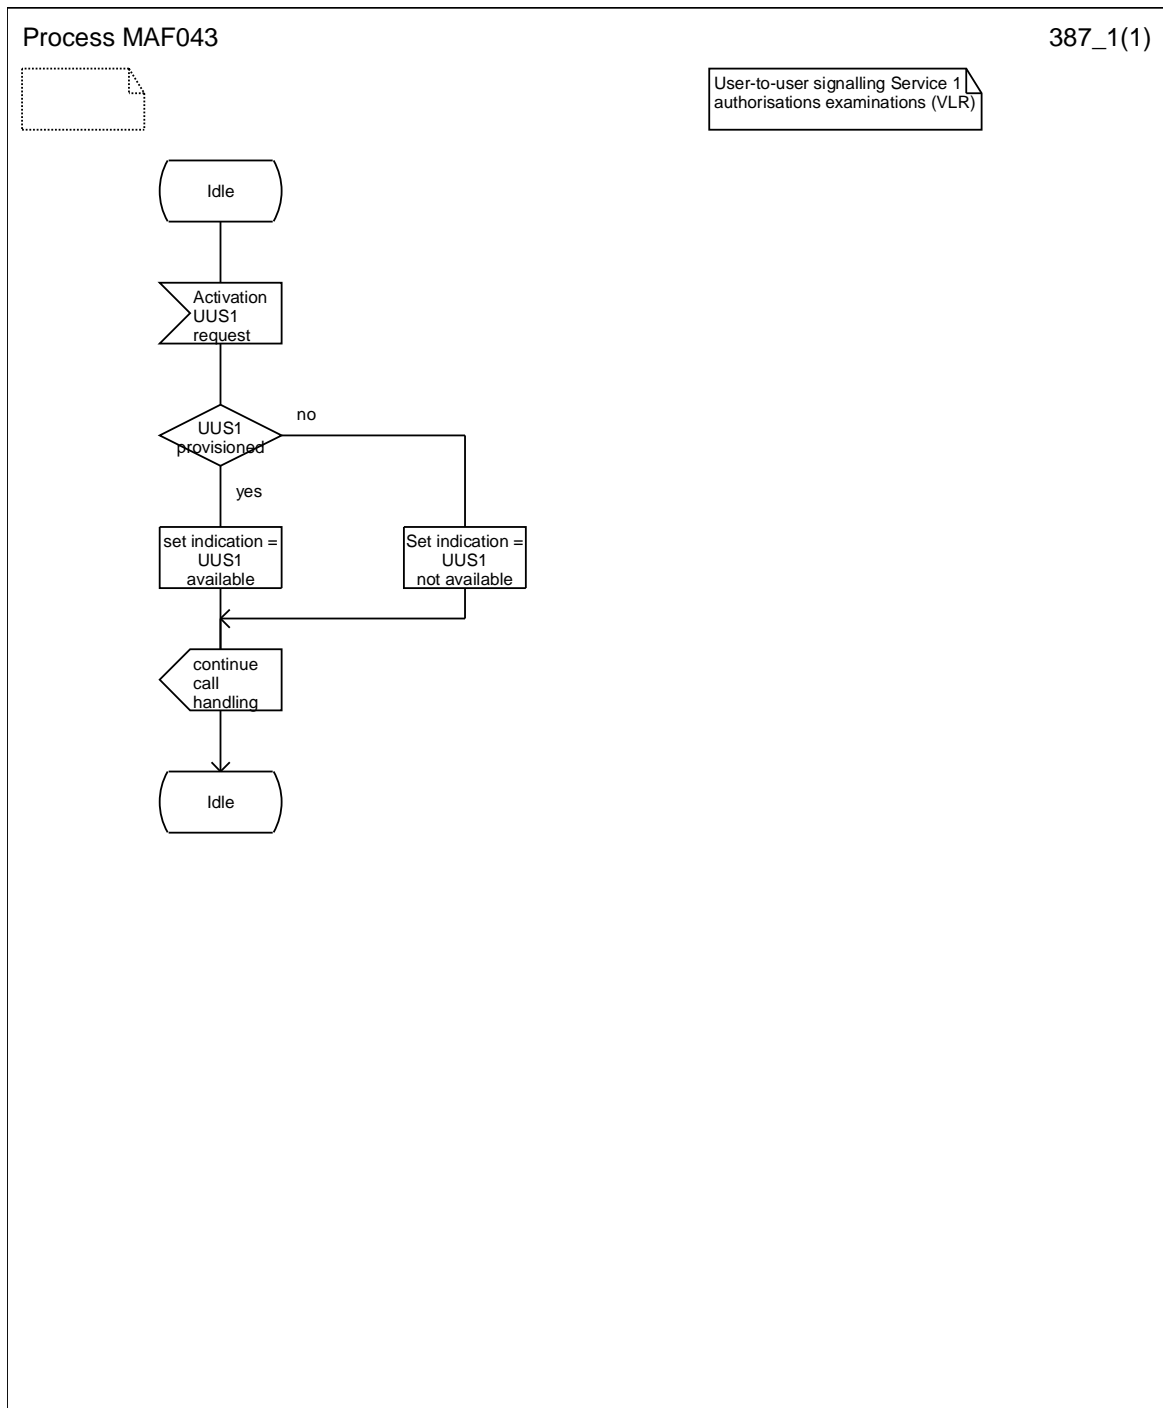 Process MAF043
387_1(1)
User-to-user signalling Service 1
authorisations examinations (VLR)
Idle
Activation
UUS1
request
no
UUS1
provisioned
yes
set indication =
UUS1
available
Set indication =
UUS1
not available
continue
call
handling
Idle